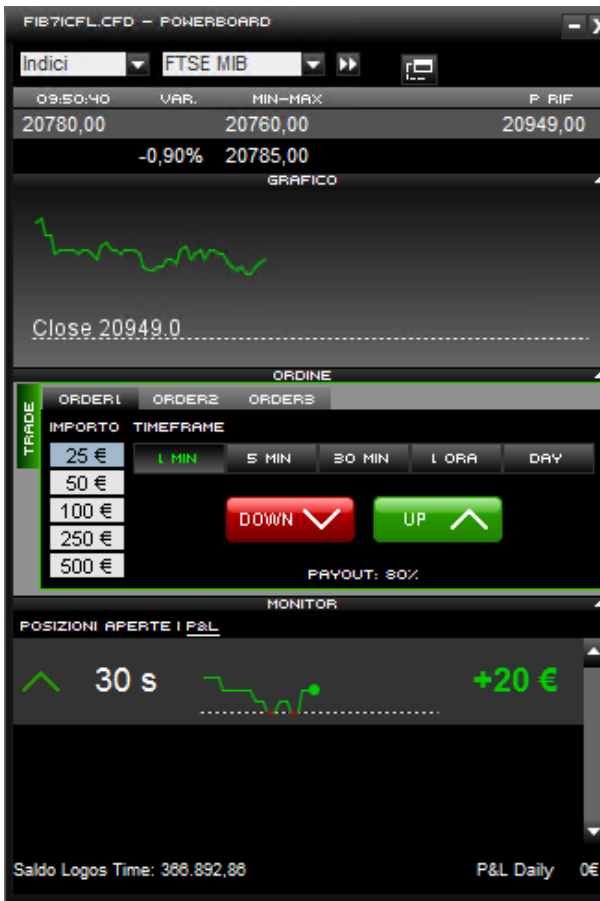 FIB7ICFL.CFD – POWERBOARD
Indici FTSE MIB
09:50:40 VAR. MIN–MAX P RIF
20780,00 20760,00 20949,00
-0,90% 20785,00
GRAFICO
Close 20949.0
ORDINE
TRADE
ORDER1 ORDER2 ORDER3
IMPORTO TIMEFRAME
25 € 1 MIN 5 MIN 30 MIN 1 ORA DAY
50 €
100 €
250 €
500 €
DOWN UP
PAYOUT: 80%
MONITOR
POSIZIONI APERTE | P&L
30 s +20 €
Saldo Logos Time: 366.892,86 P&L Daily 0€